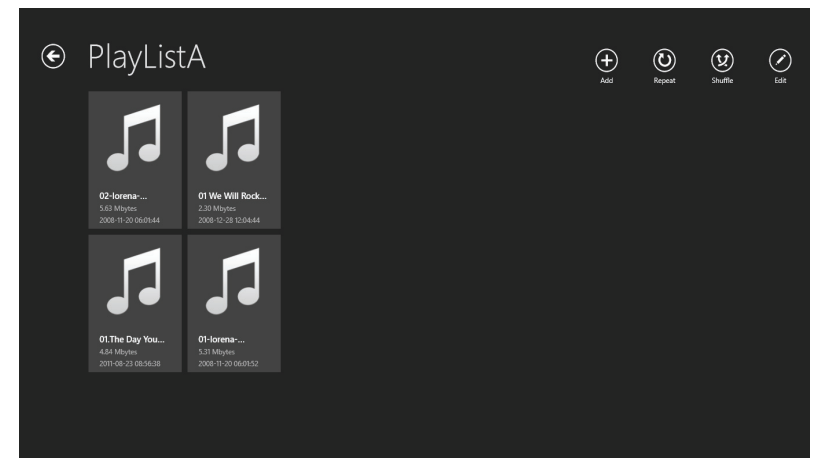 PlayListA
Add
Repeat
Shuffle
Edit
02-lorena-...
5.63 Mbytes
2008-11-20 06:01:44
01 We Will Rock...
2.30 Mbytes
2008-12-28 12:04:44
01.The Day You...
4.84 Mbytes
2011-08-23 08:56:38
01-lorena-...
5.31 Mbytes
2008-11-20 06:01:52